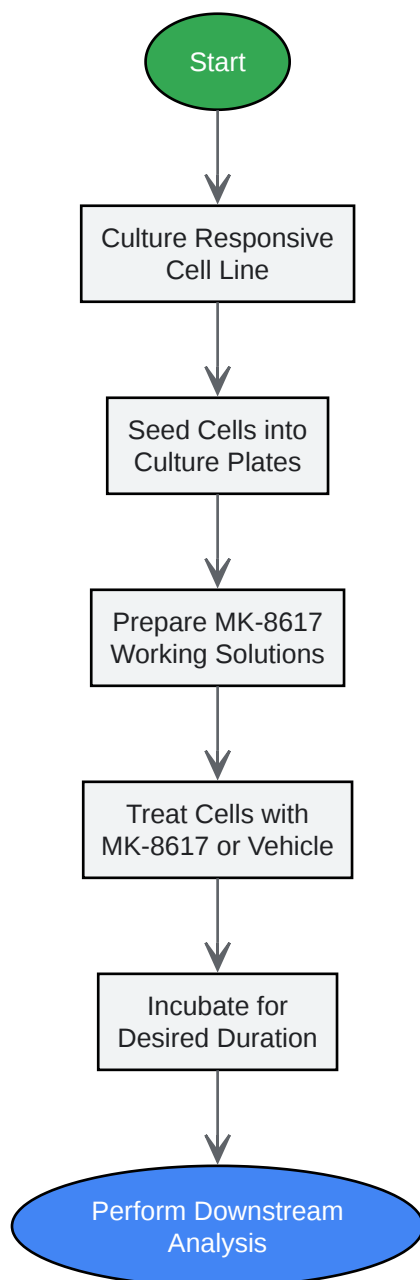 Start
Culture Responsive
Cell Line
Seed Cells into
Culture Plates
Prepare MK-8617
Working Solutions
Treat Cells with
MK-8617 or Vehicle
Incubate for
Desired Duration
Perform Downstream
Analysis